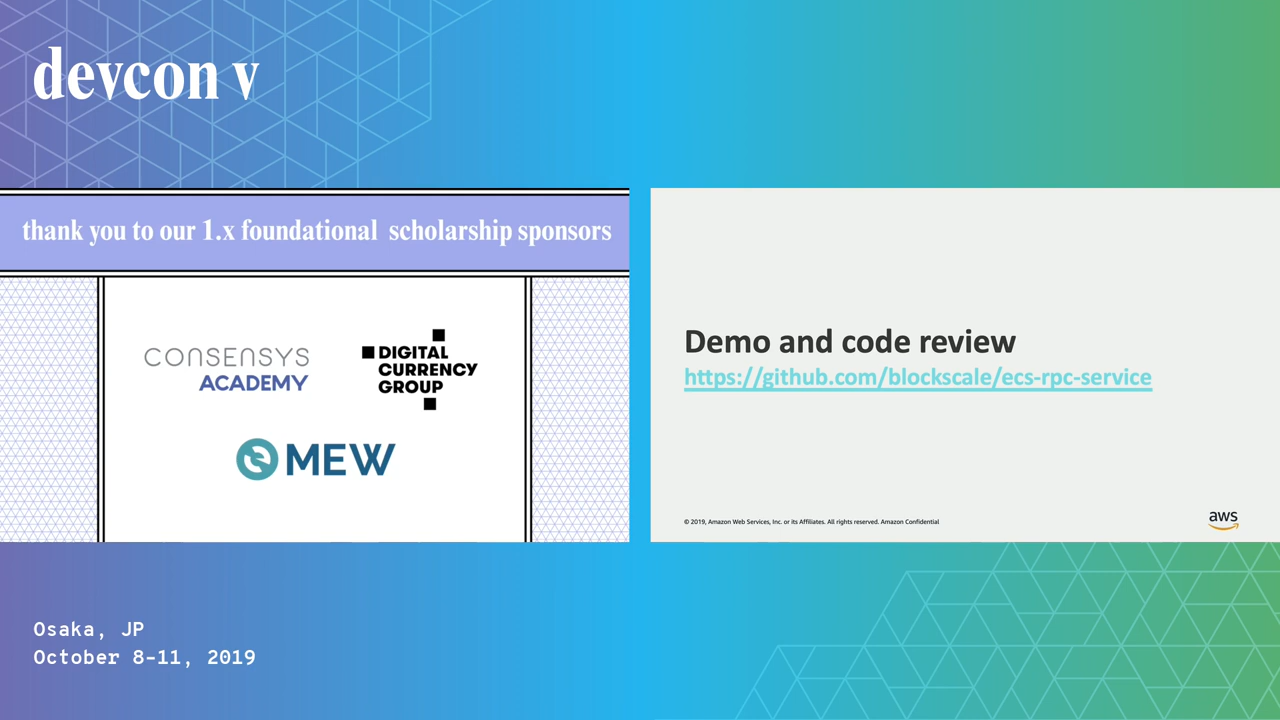 devcon v
thank you to our 1.x foundational scholarship sponsors
CONSENSYS
ACADEMY
DIGITAL
CURRENCY
GROUP
MEW
Demo and code review
https://github.com/blockscale/ecs-rpc-service
© 2019, Amazon Web Services, Inc. or its Affiliates. All rights reserved. Amazon Confidential
aws
Osaka, JP
October 8-11, 2019